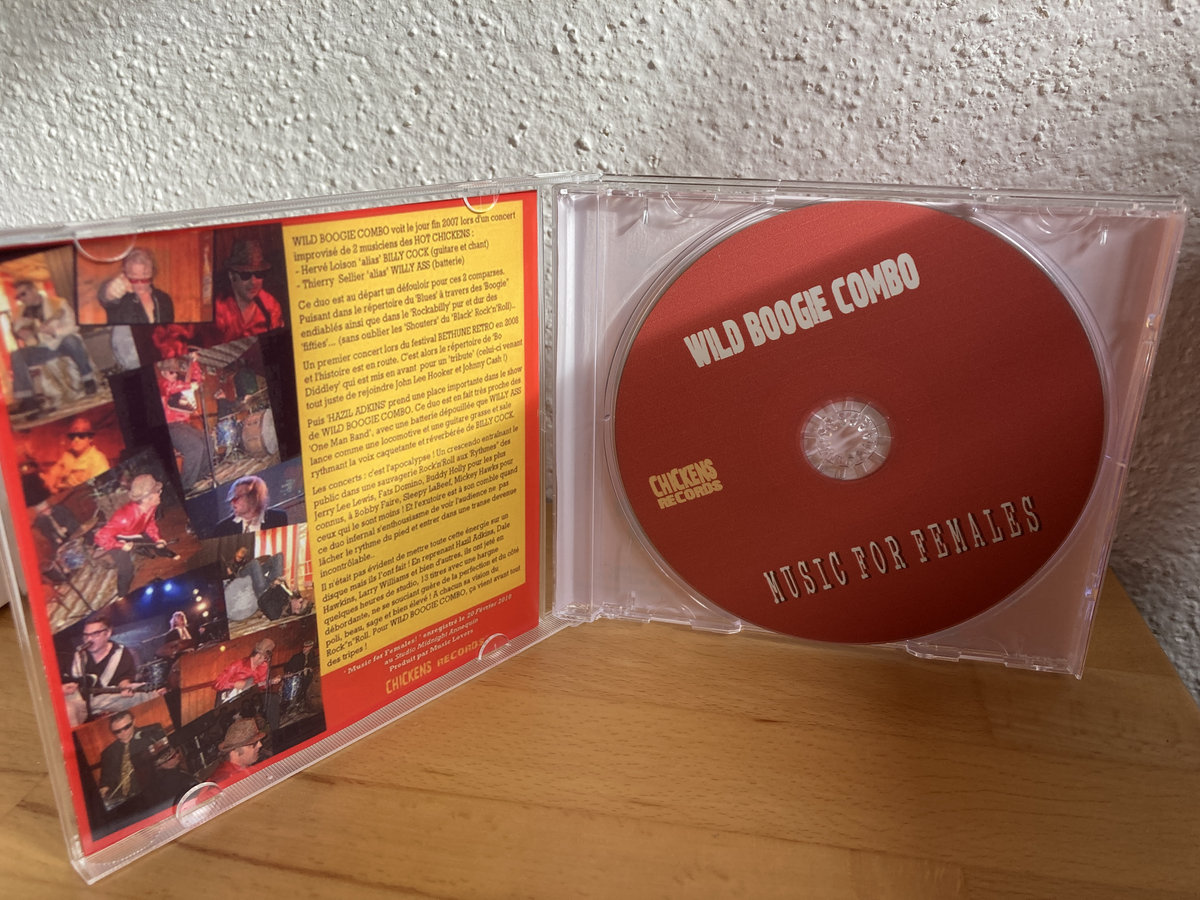 WILD BOOGIE COMBO voit le jour fin 2007 lors d'un concert
improvisé de 2 musiciens des HOT CHICKENS :
- Hervé Loison 'alias' BILLY COCK (guitare et chant)
- Thierry Sellier 'alias' WILLY ASS (batterie)
Ce duo est au départ un défouloir pour ces 2 comparses.
Puisant dans le répertoire du 'Blues' à travers des 'Boogie'
endiablés ainsi que dans le 'Rockabilly' pur et dur des
'fifties'... (sans oublier les 'Shouters' du 'Black' Rock'n'Roll)..
Un premier concert lors du festival BETHUNE RETRO en 2008
et l'histoire est en route. C'est alors le répertoire de 'Bo
Diddley' qui est mis en avant pour un 'tribute' (celui-ci venant
tout juste de rejoindre John Lee Hooker et Johnny Cash !)
Puis 'HAZIL ADKINS' prend une place importante dans le show
de WILD BOOGIE COMBO. Ce duo est en fait très proche des
'One Man Band', avec une batterie dépouillée que WILLY ASS
lance comme une locomotive et une guitare grasse et sale
rythmant la voix caquetante et réverbérée de BILLY COCK.
Les concerts : c'est l'apocalypse ! Un crescendo entraînant le
public dans une sauvragerie Rock'n'Roll aux 'Rythmes" des
Jerry Lee Lewis, Fats Domino, Buddy Holly pour les plus
connus, à Bobby Faire, Sleepy LaBeef, Mickey Hawks pour
ceux qui le sont moins ! Et l'exutoire est à son comble quand
ce duo infernal s'enthousiasme de voir l'audience ne pas
lâcher le rythme du pied et entrer dans une transe devenue
incontrôlable..
Il n'était pas évident de mettre toute cette énergie sur un
disque mais ils l'ont fait ! En reprenant Hazil Adkins, Dale
Hawkins, Larry Williams et bien d'autres, ils ont jeté en
quelques heures de studio, 13 titres avec une hargne
débordante, ne se souciant guère de la perfection et du côté
poli, beau, sage et bien élevé ! A chacun sa vision du
Rock"n"Roll. Pour WILD BOOGIE COMBO, ça vient avant tout
des tripes !
"Music for Females!" enregistré le 20 Février 2010
au Studio Midnight Annequin
Produit par Music Lovers
CHICKENS RECORDS
WILD BOOGIE COMBO
CHICKENS
RECORDS
MUSIC FOR FEMALES